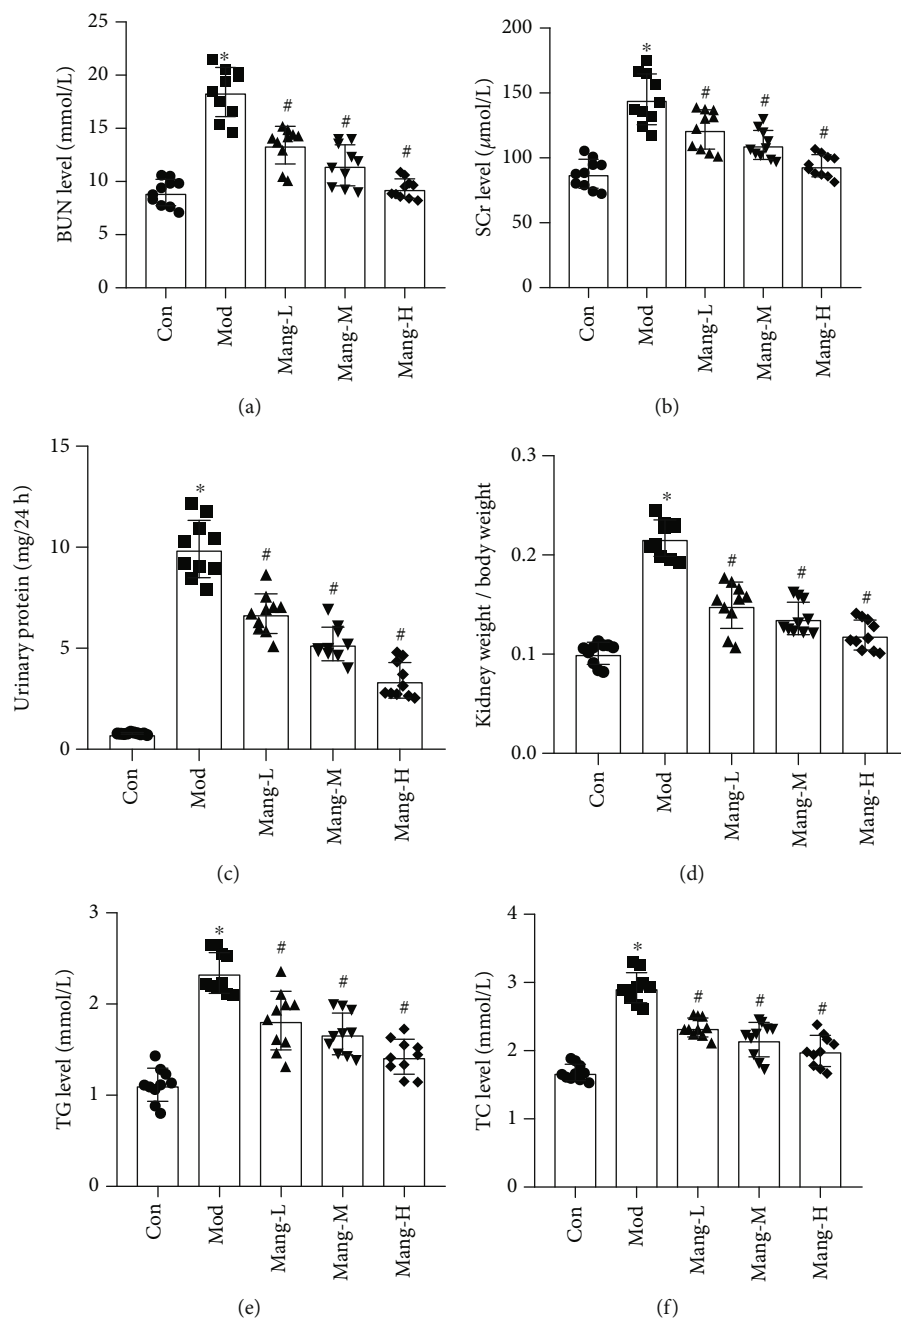 BUN level (mmol/L)
25
20
15
10
5
0
*
#
#
#
Con
Mod
Mang-L
Mang-M
Mang-H
(a)
SCr level (μmol/L)
200
150
100
50
0
*
#
#
#
Con
Mod
Mang-L
Mang-M
Mang-H
(b)
Urinary protein (mg/24 h)
15
10
5
0
*
#
#
#
Con
Mod
Mang-L
Mang-M
Mang-H
(c)
Kidney weight / body weight
0.3
0.2
0.1
0.0
*
#
#
#
Con
Mod
Mang-L
Mang-M
Mang-H
(d)
TG level (mmol/L)
3
2
1
0
*
#
#
#
Con
Mod
Mang-L
Mang-M
Mang-H
(e)
TC level (mmol/L)
4
3
2
1
0
*
#
#
#
Con
Mod
Mang-L
Mang-M
Mang-H
(f)